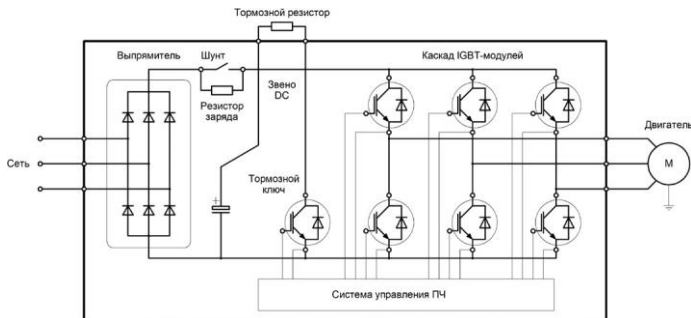 Тормозной резистор
Выпрямитель
Шунт
Каскад IGBT-модулей
Звено
DC
Резистор
заряда
Двигатель
Сеть
М
Тормозной
ключ
+
Система управления ПЧ